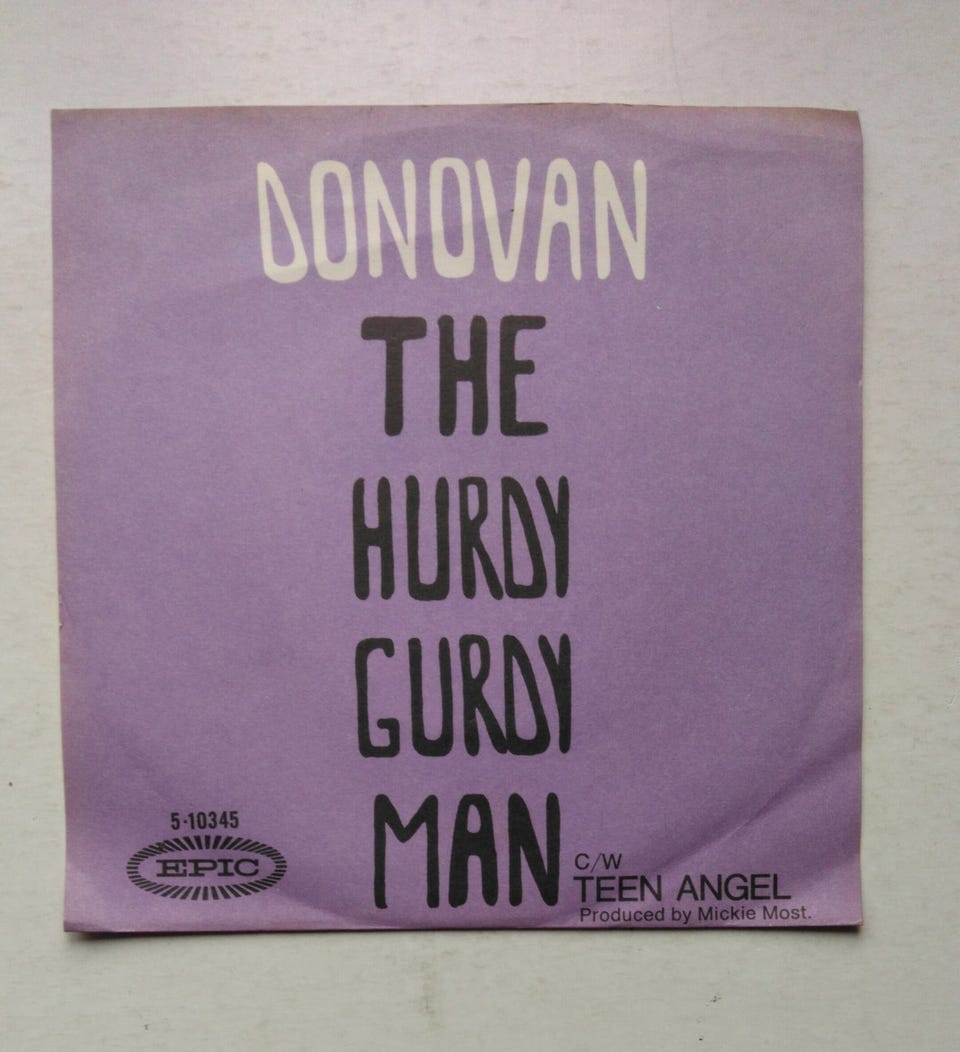 DONOVAN
THE
HURDY
GURDY
MAN
5-10345
EPIC
C/W
TEEN ANGEL
Produced by Mickie Most.